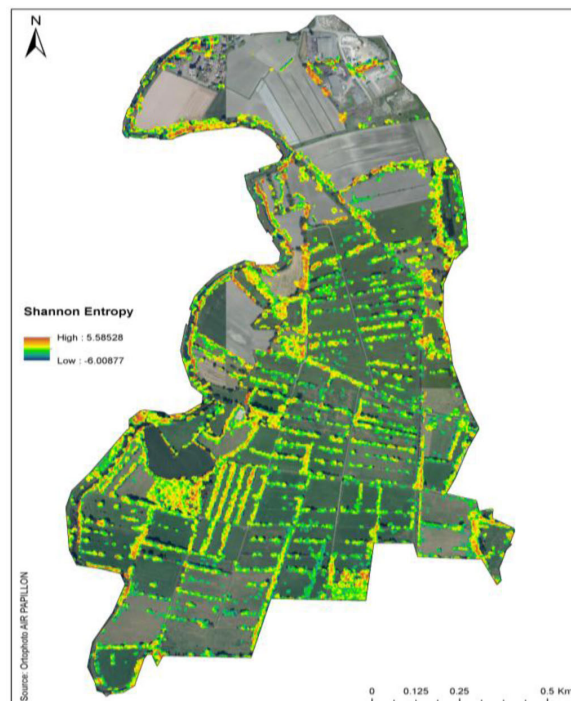 N
Shannon Entropy
High : 5.58528
Low : -6.00877
Source: Ortophoto AIR PAPILLON
0 0.125 0.25 0.5 Km